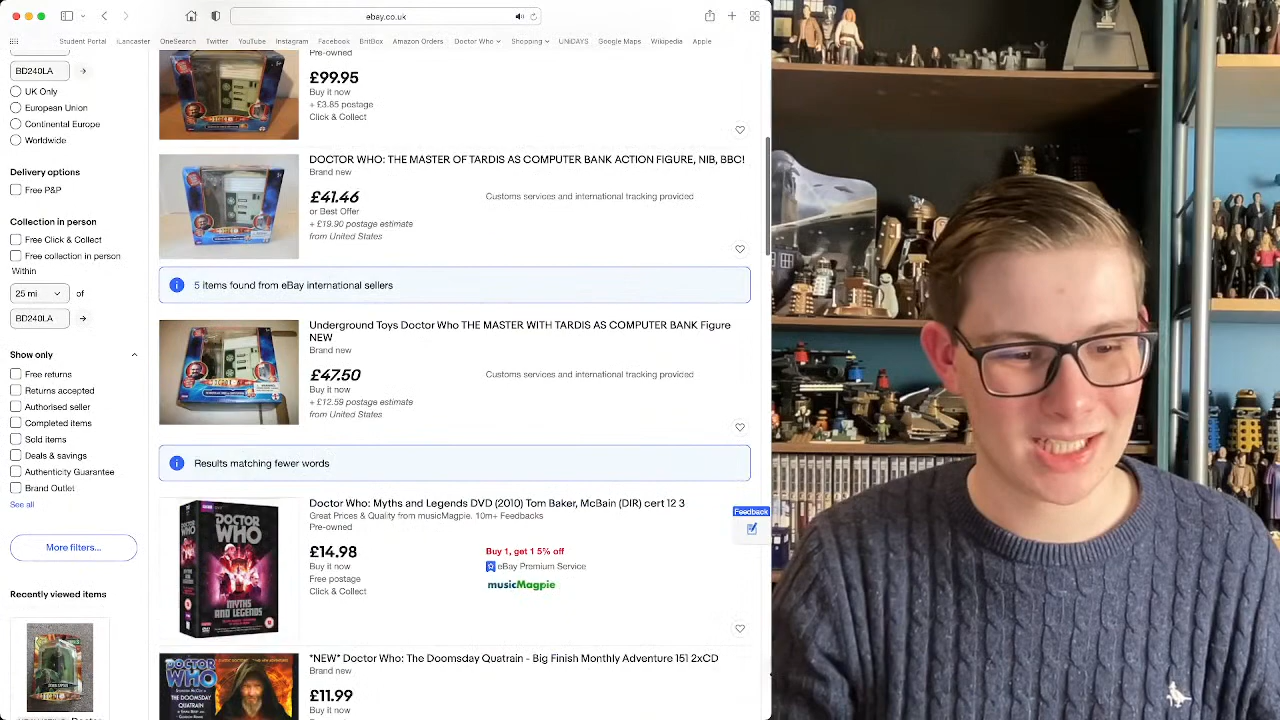 ebay.co.uk
Student Portal
iLancaster
OneSearch
Twitter
YouTube
Instagram
Facebook
BritBox
Amazon Orders
Doctor Who
Shopping
UNiDAYS
Google Maps
Wikipedia
Apple
BD240LA
UK Only
European Union
Continental Europe
Worldwide
Delivery options
Free P&P
Collection in person
Free Click & Collect
Free collection in person
Within
25 mi
of
BD240LA
Show only
Free returns
Returns accepted
Authorised seller
Completed items
Sold items
Deals & savings
Authenticity Guarantee
Brand Outlet
See all
More filters...
Recently viewed items
Pre-owned
£99.95
Buy it now
+ £3.85 postage
Click & Collect
DOCTOR WHO: THE MASTER OF TARDIS AS COMPUTER BANK ACTION FIGURE, NIB, BBC!
Brand new
£41.46
or Best Offer
+ £19.90 postage estimate
from United States
Customs services and international tracking provided
5 items found from eBay international sellers
Underground Toys Doctor Who THE MASTER WITH TARDIS AS COMPUTER BANK Figure
NEW
Brand new
£47.50
Buy it now
+ £12.59 postage estimate
from United States
Customs services and international tracking provided
Results matching fewer words
Doctor Who: Myths and Legends DVD (2010) Tom Baker, McBain (DIR) cert 12 3
Great Prices & Quality from musicMagpie. 10m+ Feedbacks
Pre-owned
£14.98
Buy it now
Free postage
Click & Collect
Buy 1, get 1 5% off
eBay Premium Service
musicMagpie
Feedback
DOCTOR
WHO
MYTHS
AND LEGENDS
*NEW* Doctor Who: The Doomsday Quatrain - Big Finish Monthly Adventure 151 2xCD
Brand new
£11.99
Buy it now
DOCTOR
WHO
THE DOOMSDAY
QUATRAIN